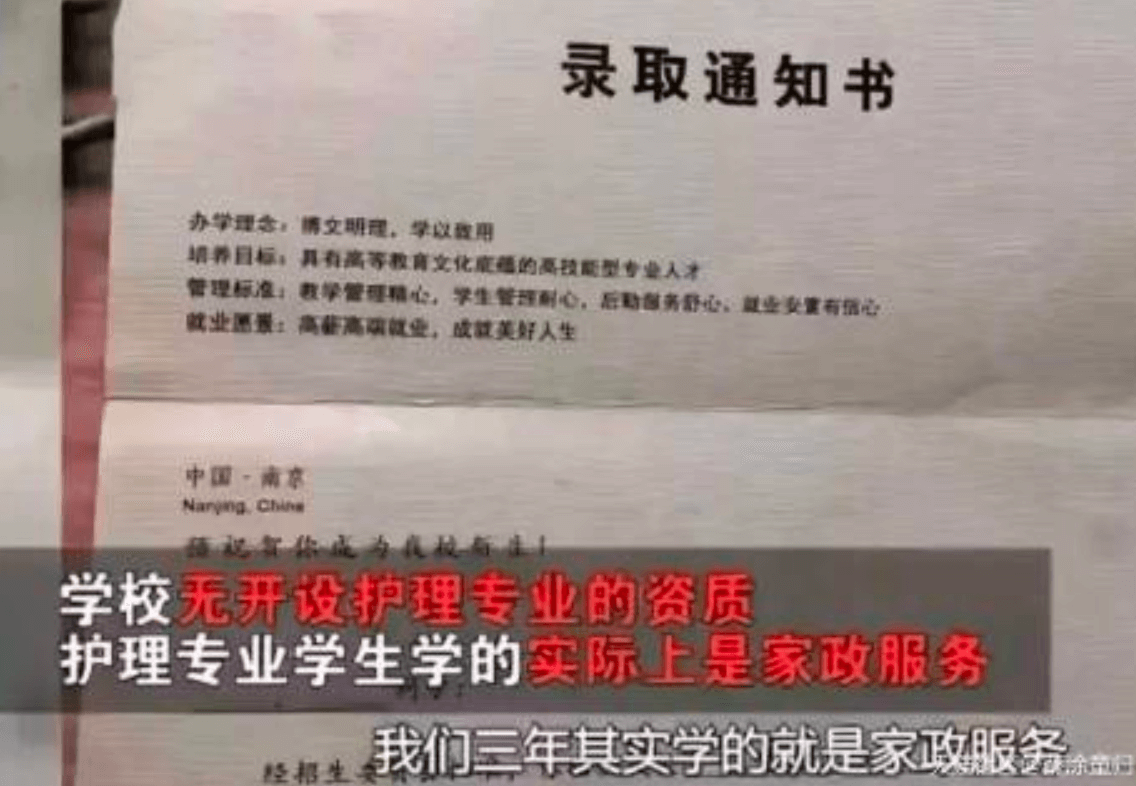 录取通知书
办学理念：博文明理，学以致用
培养目标：具有高等教育文化底蕴的高技能型专业人才
管理标准：教学管理精心，学生管理耐心，后勤服务舒心，就业安置有信心
就业愿景：高薪高端就业，成就美好人生
中国·南京
Nanjing, China
祝贺你成为我校新生！
学校无开设护理专业的资质
护理专业学生学的实际上是家政服务
我们三年其实学的就是家政服务
经招生委
涂童归